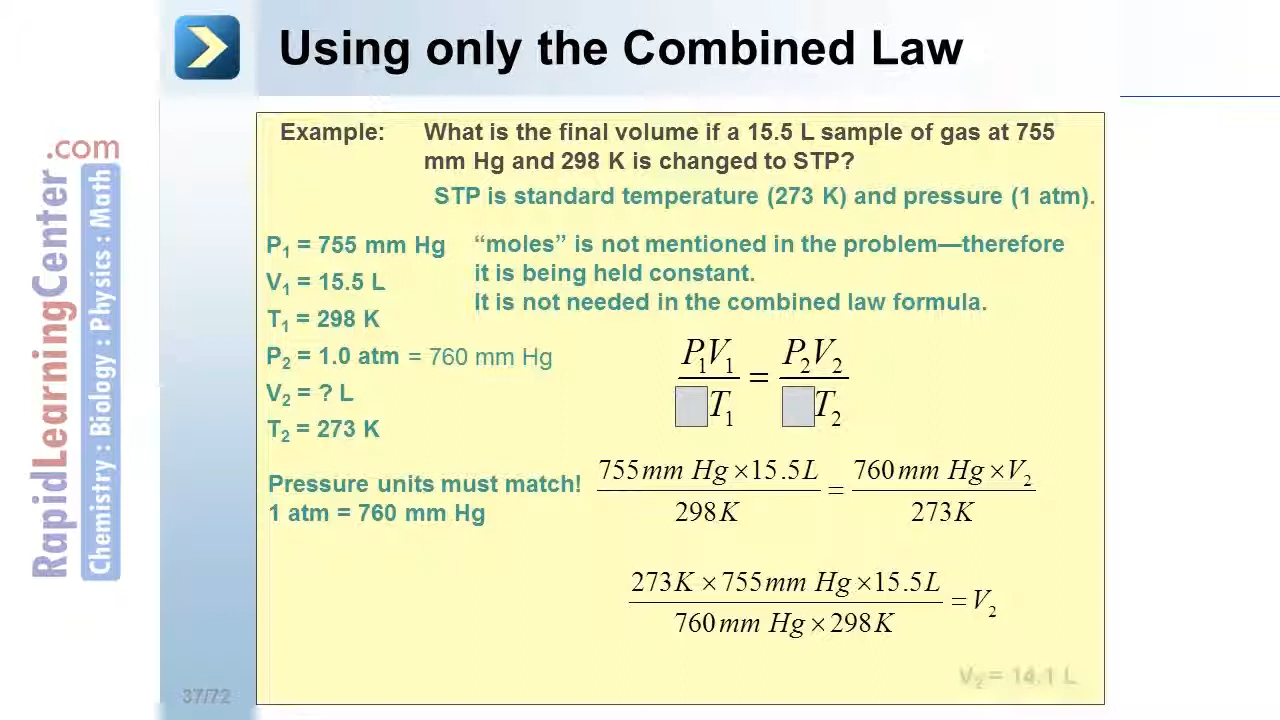 Using only the Combined Law
RapidLearningCenter.com
Chemistry : Biology : Physics : Math
Example: What is the final volume if a 15.5 L sample of gas at 755
mm Hg and 298 K is changed to STP?
STP is standard temperature (273 K) and pressure (1 atm).
P₁ = 755 mm Hg
V₁ = 15.5 L
T₁ = 298 K
P₂ = 1.0 atm = 760 mm Hg
V₂ = ? L
T₂ = 273 K
“moles” is not mentioned in the problem—therefore
it is being held constant.
It is not needed in the combined law formula.
P₁V₁ / T₁ = P₂V₂ / T₂
Pressure units must match!
1 atm = 760 mm Hg
755 mm Hg × 15.5 L / 298 K = 760 mm Hg × V₂ / 273 K
273 K × 755 mm Hg × 15.5 L / 760 mm Hg × 298 K = V₂
V₂ = 14.1 L
37/72